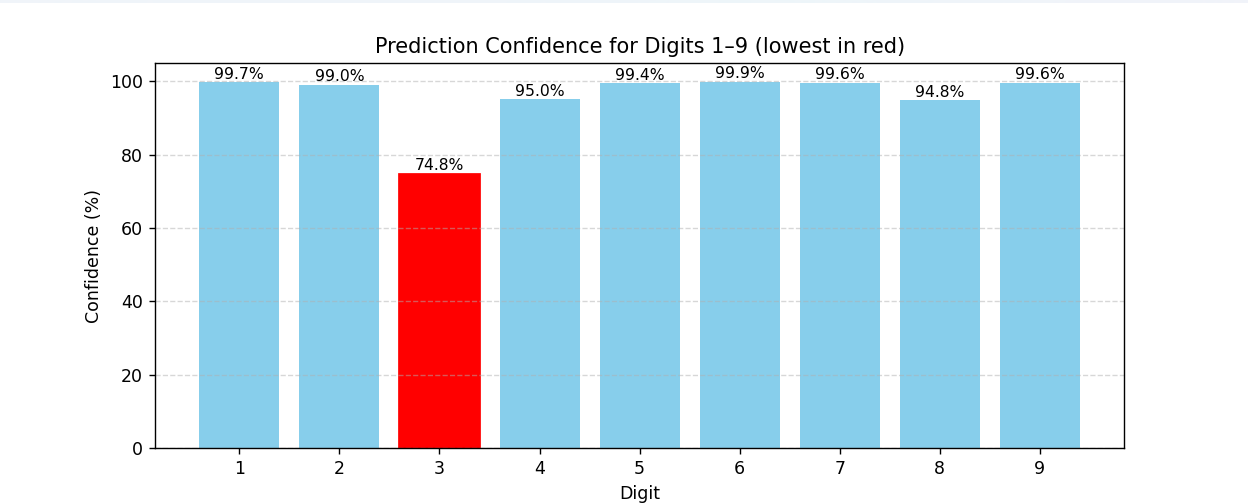 Prediction Confidence for Digits 1–9 (lowest in red)
99.7% 99.0% 74.8% 95.0% 99.4% 99.9% 99.6% 94.8% 99.6%
Confidence (%)
100
80
60
40
20
0
1 2 3 4 5 6 7 8 9
Digit